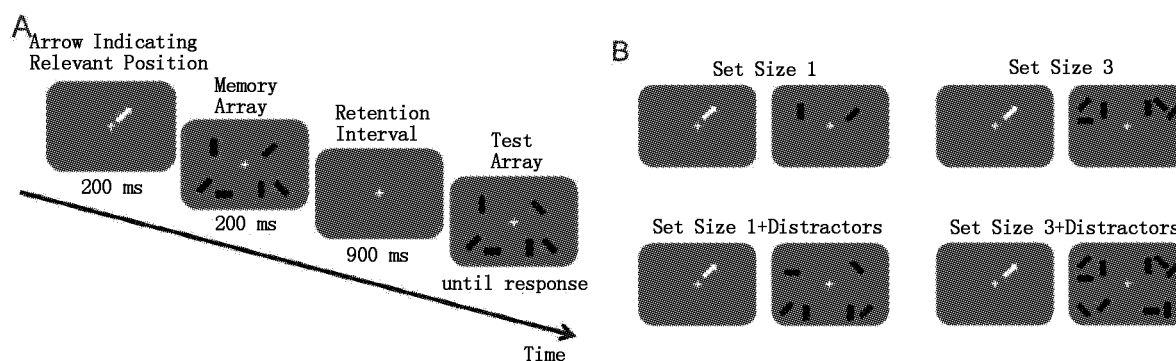 A
Arrow Indicating
Relevant Position
Memory
Array
Retention
Interval
Test
Array
200 ms
200 ms
900 ms
until response
Time
B
Set Size 1
Set Size 3
Set Size 1+Distractors
Set Size 3+Distractors